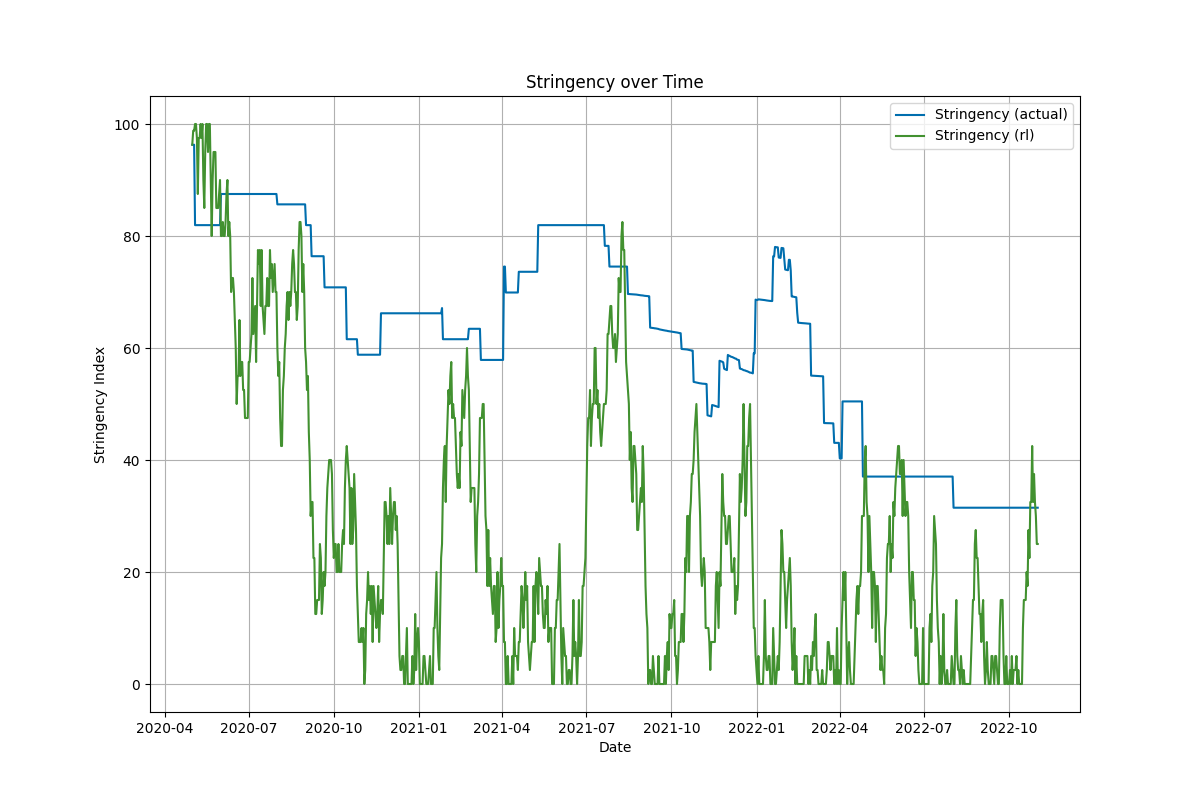 Stringency over Time
Stringency (actual)
Stringency (rl)
100
80
60
40
20
0
Stringency Index
2020-04 2020-07 2020-10 2021-01 2021-04 2021-07 2021-10 2022-01 2022-04 2022-07 2022-10
Date